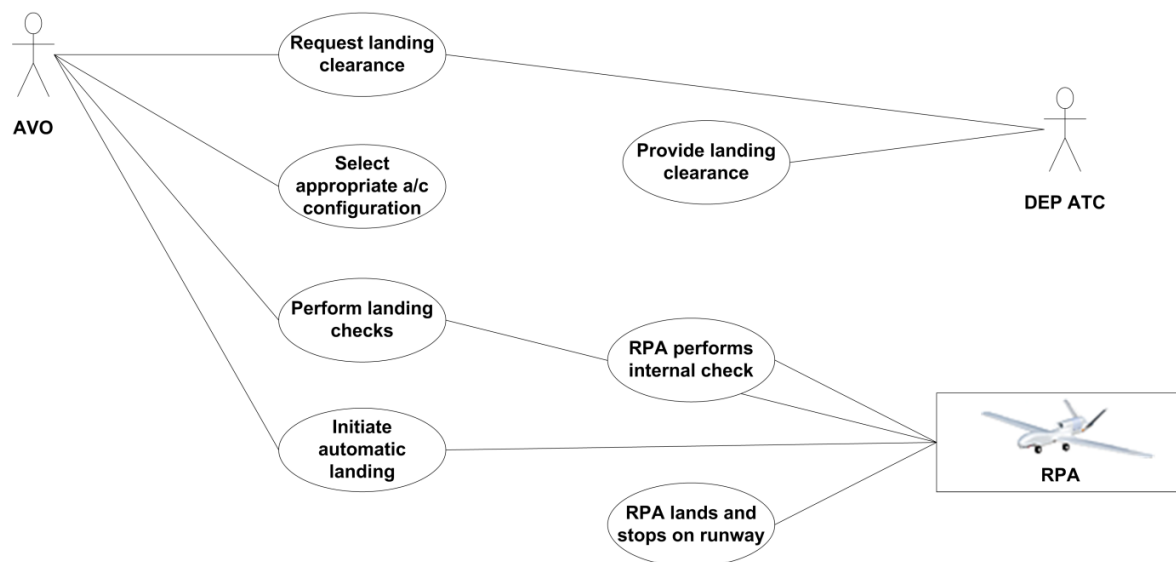 Request landing
clearance
AVO
Provide landing
clearance
Select
appropriate a/c
configuration
DEP ATC
Perform landing
checks
RPA performs
internal check
Initiate
automatic
landing
RPA
RPA lands and
stops on runway